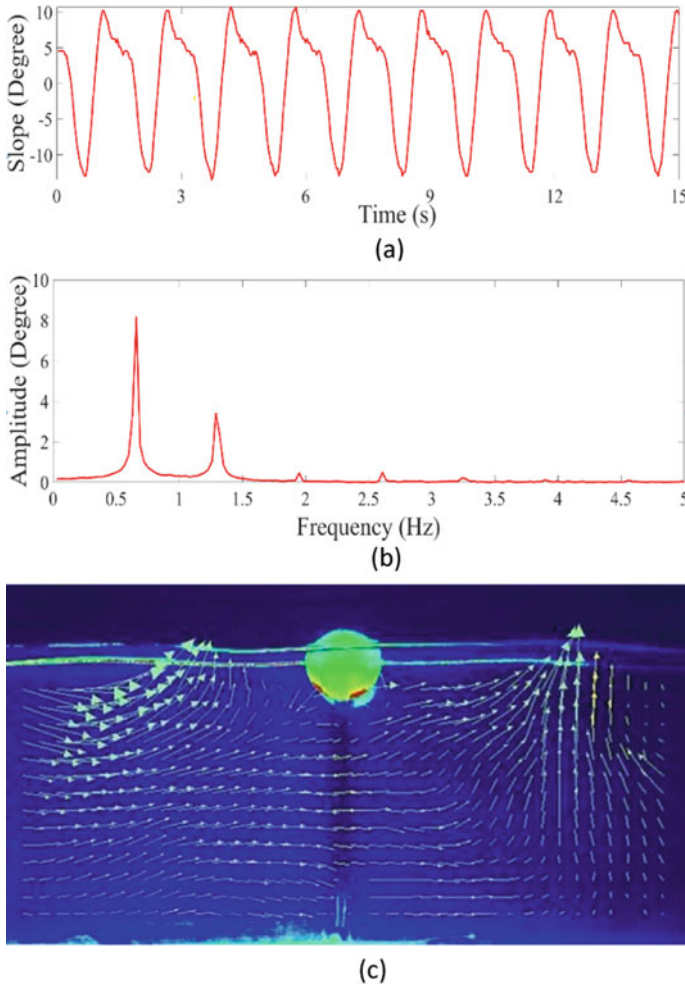 10
5
0
-5
-10
Slope (Degree)
0 3 6 9 12 15
Time (s)
(a)
10
8
6
4
2
0
Amplitude (Degree)
0 0.5 1 1.5 2 2.5 3 3.5 4 4.5 5
Frequency (Hz)
(b)
(c)